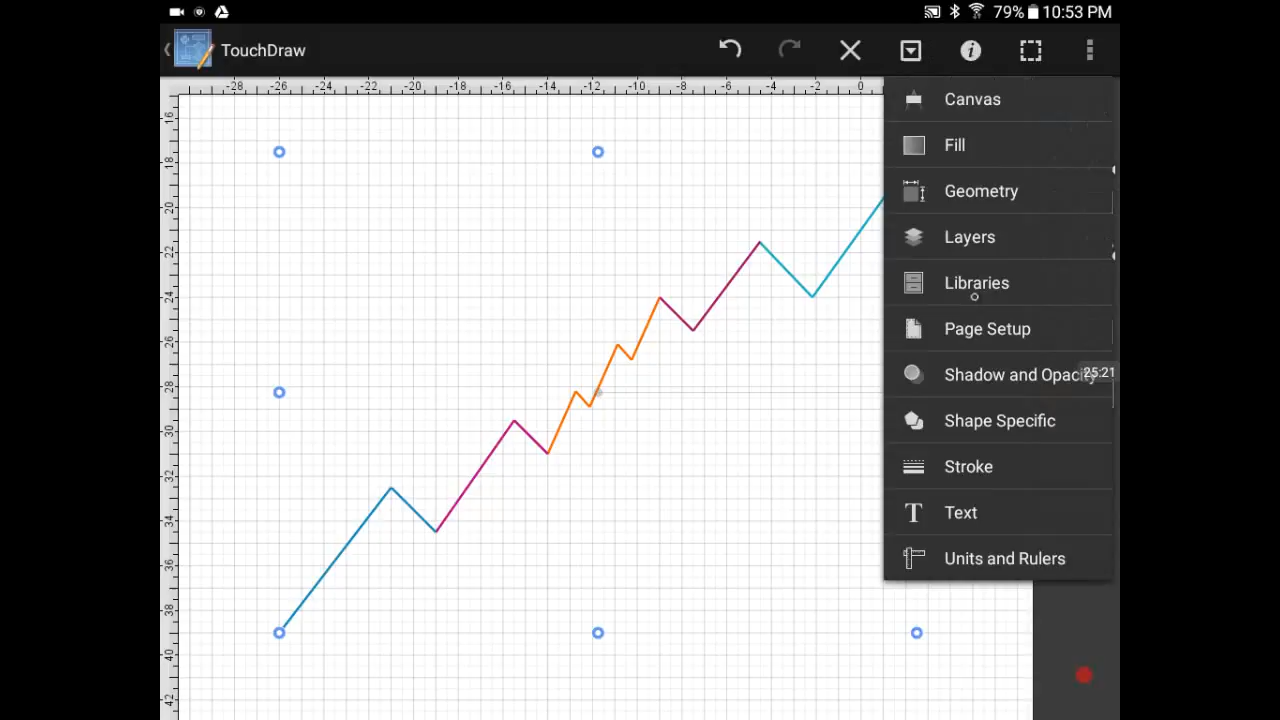 79% 10:53 PM
TouchDraw
-28 -26 -24 -22 -20 -18 -16 -14 -12 -10 -8 -6 -4 -2 0
16
18
20
22
24
26
28
30
32
34
36
38
40
42
Canvas
Fill
Geometry
Layers
Libraries
Page Setup
Shadow and Opacity
25:21
Shape Specific
Stroke
Text
Units and Rulers